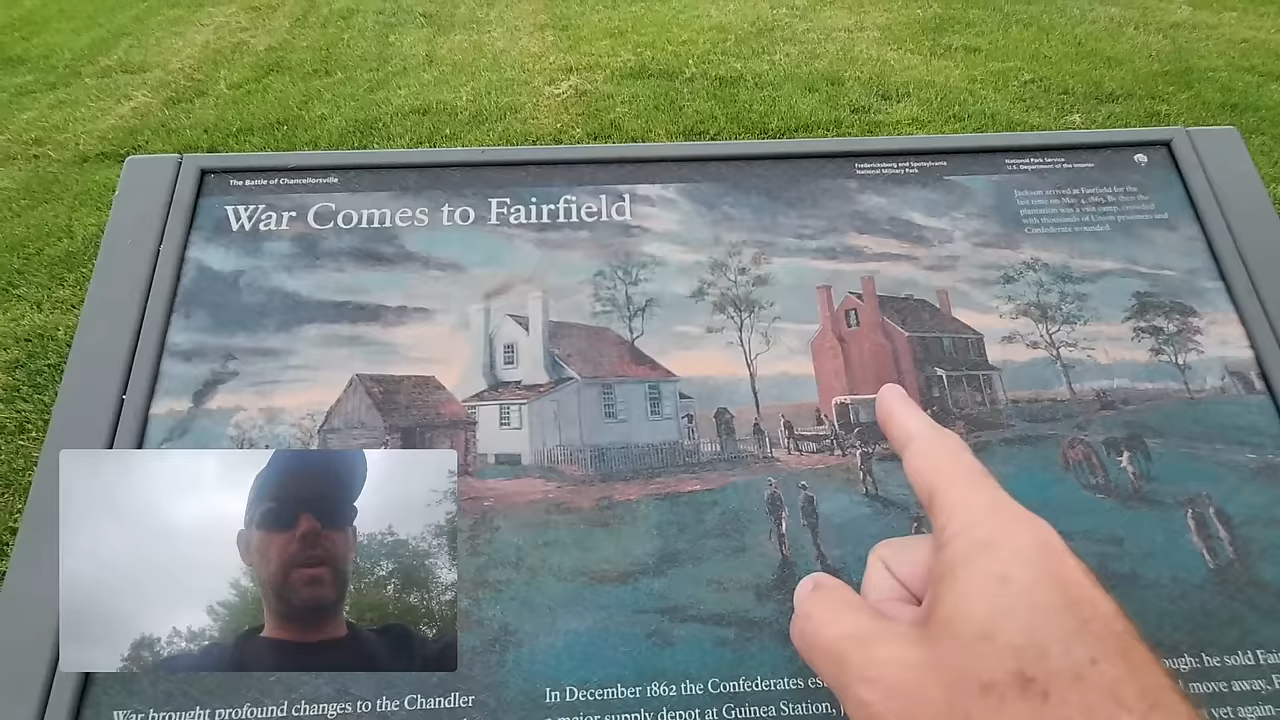 The Battle of Chancellorsville
Fredericksburg and Spotsylvania
National Military Park
National Park Service
U.S. Department of the Interior
War Comes to Fairfield
Jackson arrived at Fairfield for the
last time on May 4, 1863. By then the
plantation was a vast camp, crowded
with thousands of Union prisoners and
Confederate wounded.
War brought profound changes to the Chandler
In December 1862 the Confederates es
major supply depot at Guinea Station,
ough: he sold Fai
move away.
yet again